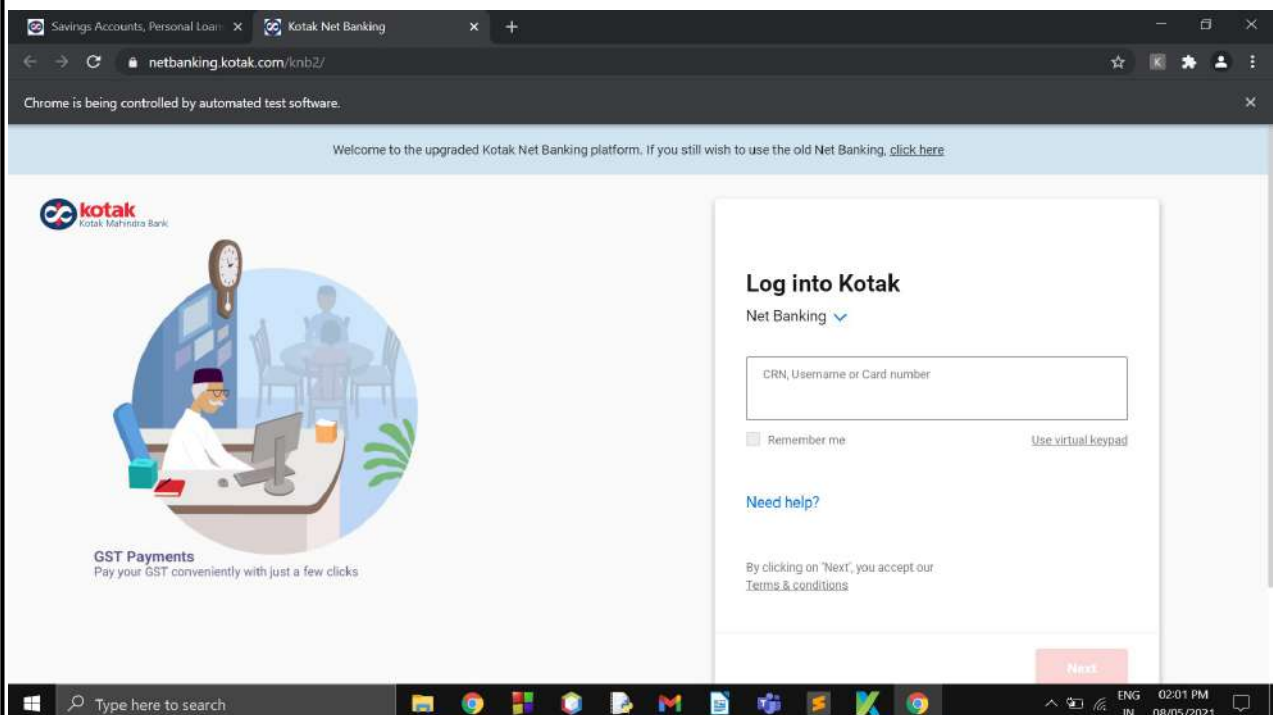 Savings Accounts, Personal Loan
Kotak Net Banking
netbanking.kotak.com/knb2/
K
Chrome is being controlled by automated test software.
Welcome to the upgraded Kotak Net Banking platform. If you still wish to use the old Net Banking, click here
kotak
Kotak Mahindra Bank
Log into Kotak
Net Banking
CRN, Username or Card number
Remember me
Use virtual keypad
Need help?
GST Payments
Pay your GST conveniently with just a few clicks
By clicking on 'Next', you accept our
Terms & conditions
Next
Type here to search
ENG
IN
02:01 PM
08/05/2021